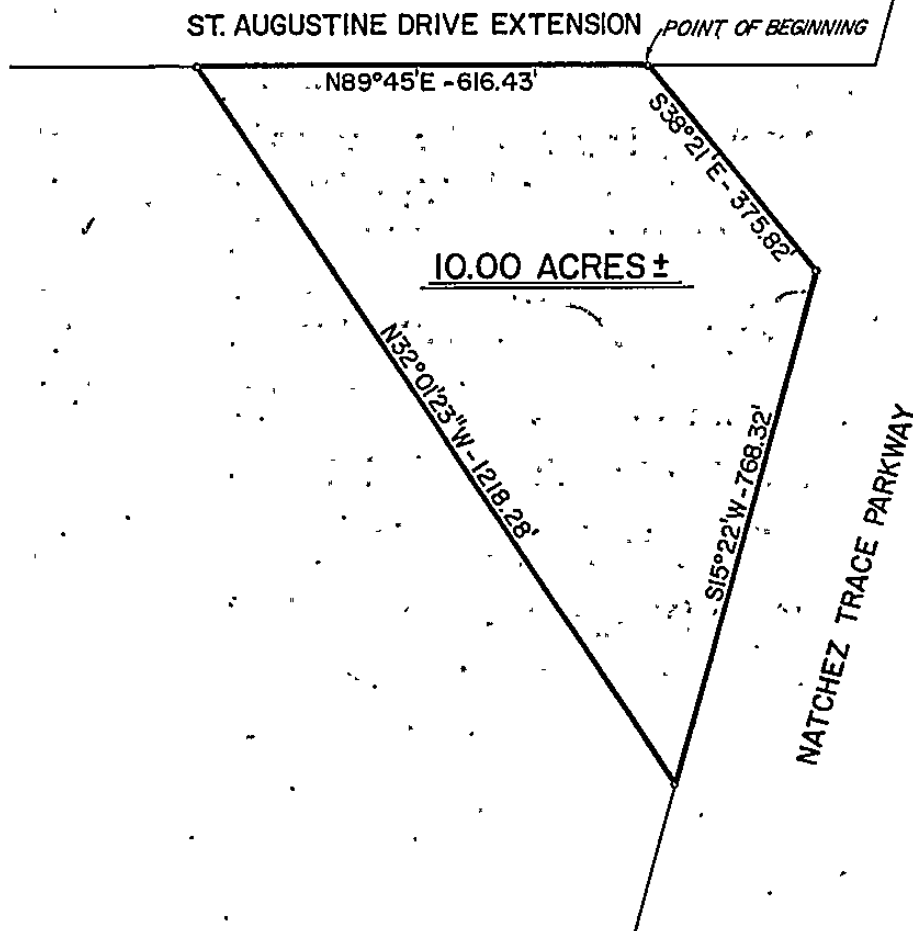 ST. AUGUSTINE DRIVE EXTENSION
POINT OF BEGINNING
N89°45'E - 616.43'
S38°21'E - 375.82'
10.00 ACRES ±
N32°01'23"W - 1218.28'
S15°22'W - 768.32'
NATCHEZ TRACE PARKWAY